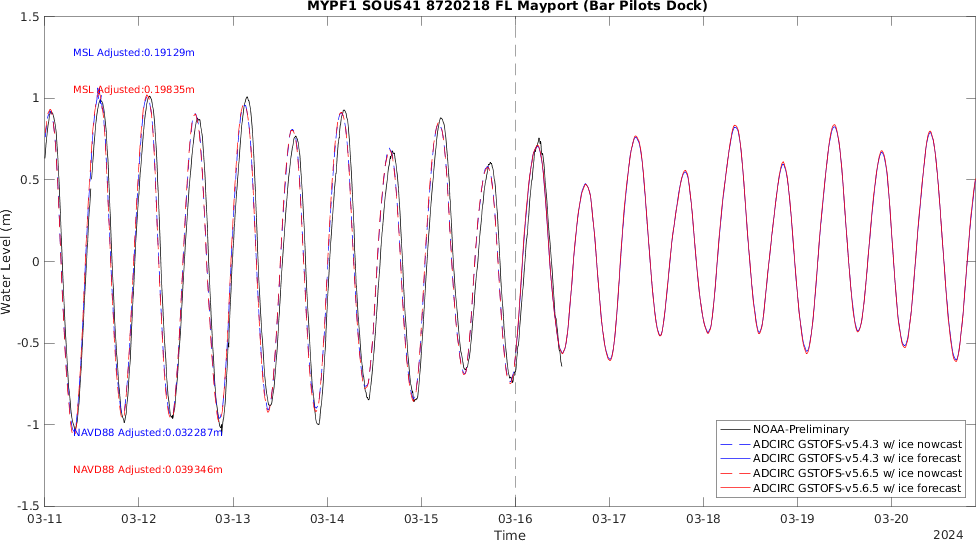 MYPF1 SOUS41 8720218 FL Mayport (Bar Pilots Dock)
1.5
MSL Adjusted:0.19129m
1
MSL Adjusted:0.19835m
0.5
Water Level (m)
0
-0.5
-1
NAVD88 Adjusted:0.032287m
NAVD88 Adjusted:0.039346m
-1.5
NOAA-Preliminary
ADCIRC GSTOFS-v5.4.3 w/ ice nowcast
ADCIRC GSTOFS-v5.4.3 w/ ice forecast
ADCIRC GSTOFS-v5.6.5 w/ ice nowcast
ADCIRC GSTOFS-v5.6.5 w/ ice forecast
03-11 03-12 03-13 03-14 03-15 03-16 03-17 03-18 03-19 03-20
Time
2024